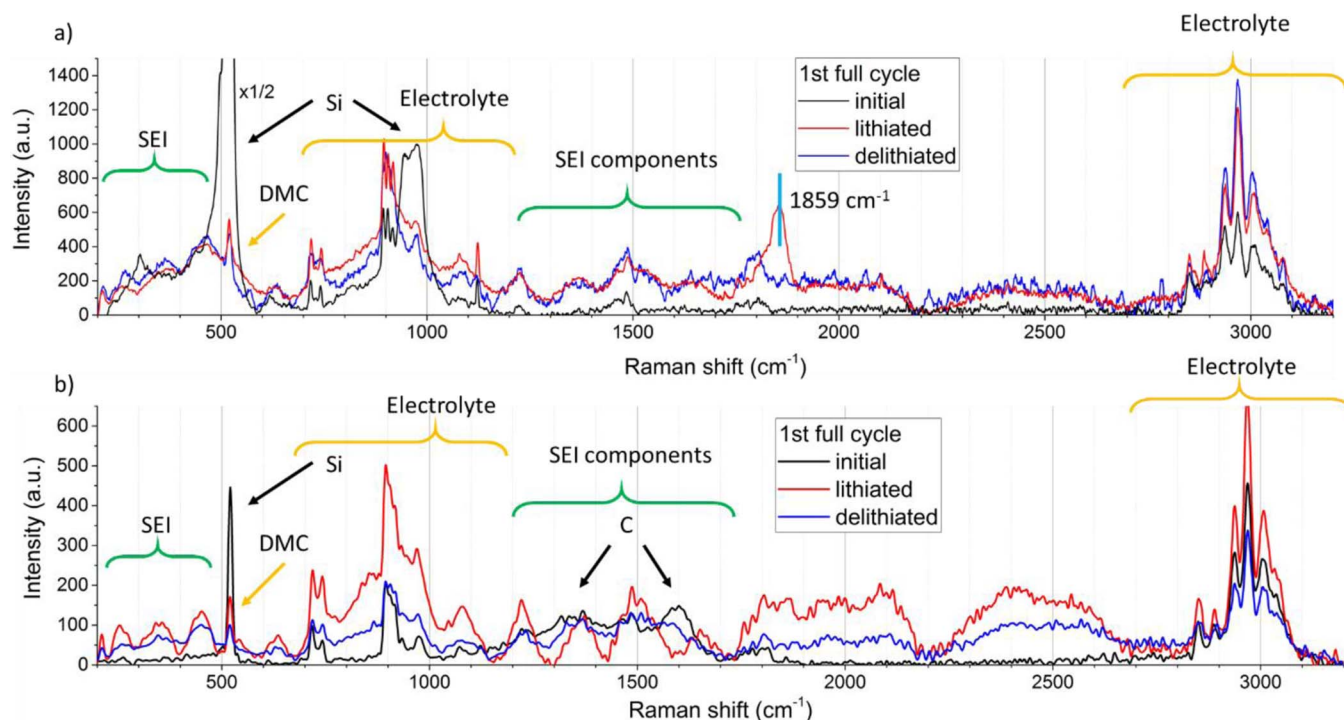 a)
Electrolyte
1400
1200
1000
800
600
400
200
0
Intensity (a.u.)
x1/2
Si
Electrolyte
SEI
DMC
SEI components
1st full cycle
initial
lithiated
delithiated
1859 cm⁻¹
500 1000 1500 2000 2500 3000
Raman shift (cm⁻¹)
b)
Electrolyte
600
500
400
300
200
100
0
Intensity (a.u.)
Electrolyte
Si
SEI
DMC
SEI components
C
1st full cycle
initial
lithiated
delithiated
500 1000 1500 2000 2500 3000
Raman shift (cm⁻¹)